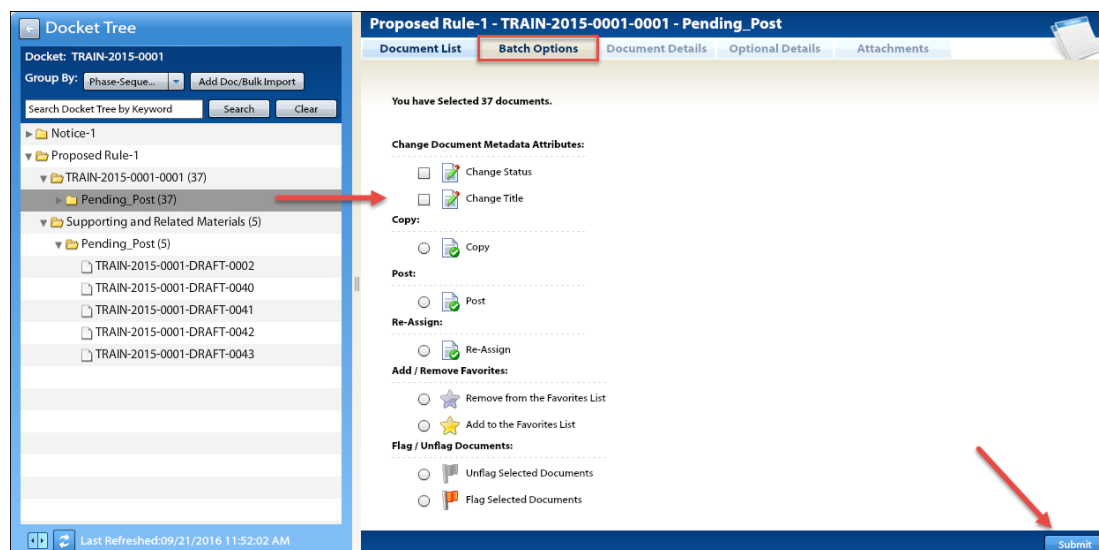 Docket Tree
Docket: TRAIN-2015-0001
Group By: Phase-Seque... Add Doc/Bulk Import
Search Docket Tree by Keyword Search Clear
Notice-1
Proposed Rule-1
TRAIN-2015-0001-0001 (37)
Pending_Post (37)
Supporting and Related Materials (5)
Pending_Post (5)
TRAIN-2015-0001-DRAFT-0002
TRAIN-2015-0001-DRAFT-0040
TRAIN-2015-0001-DRAFT-0041
TRAIN-2015-0001-DRAFT-0042
TRAIN-2015-0001-DRAFT-0043
Last Refreshed:09/21/2016 11:52:02 AM
Proposed Rule-1 - TRAIN-2015-0001-0001 - Pending_Post
Document List Batch Options Document Details Optional Details Attachments
You have Selected 37 documents.
Change Document Metadata Attributes:
Change Status
Change Title
Copy:
Copy
Post:
Post
Re-Assign:
Re-Assign
Add / Remove Favorites:
Remove from the Favorites List
Add to the Favorites List
Flag / Unflag Documents:
Unflag Selected Documents
Flag Selected Documents
Submit